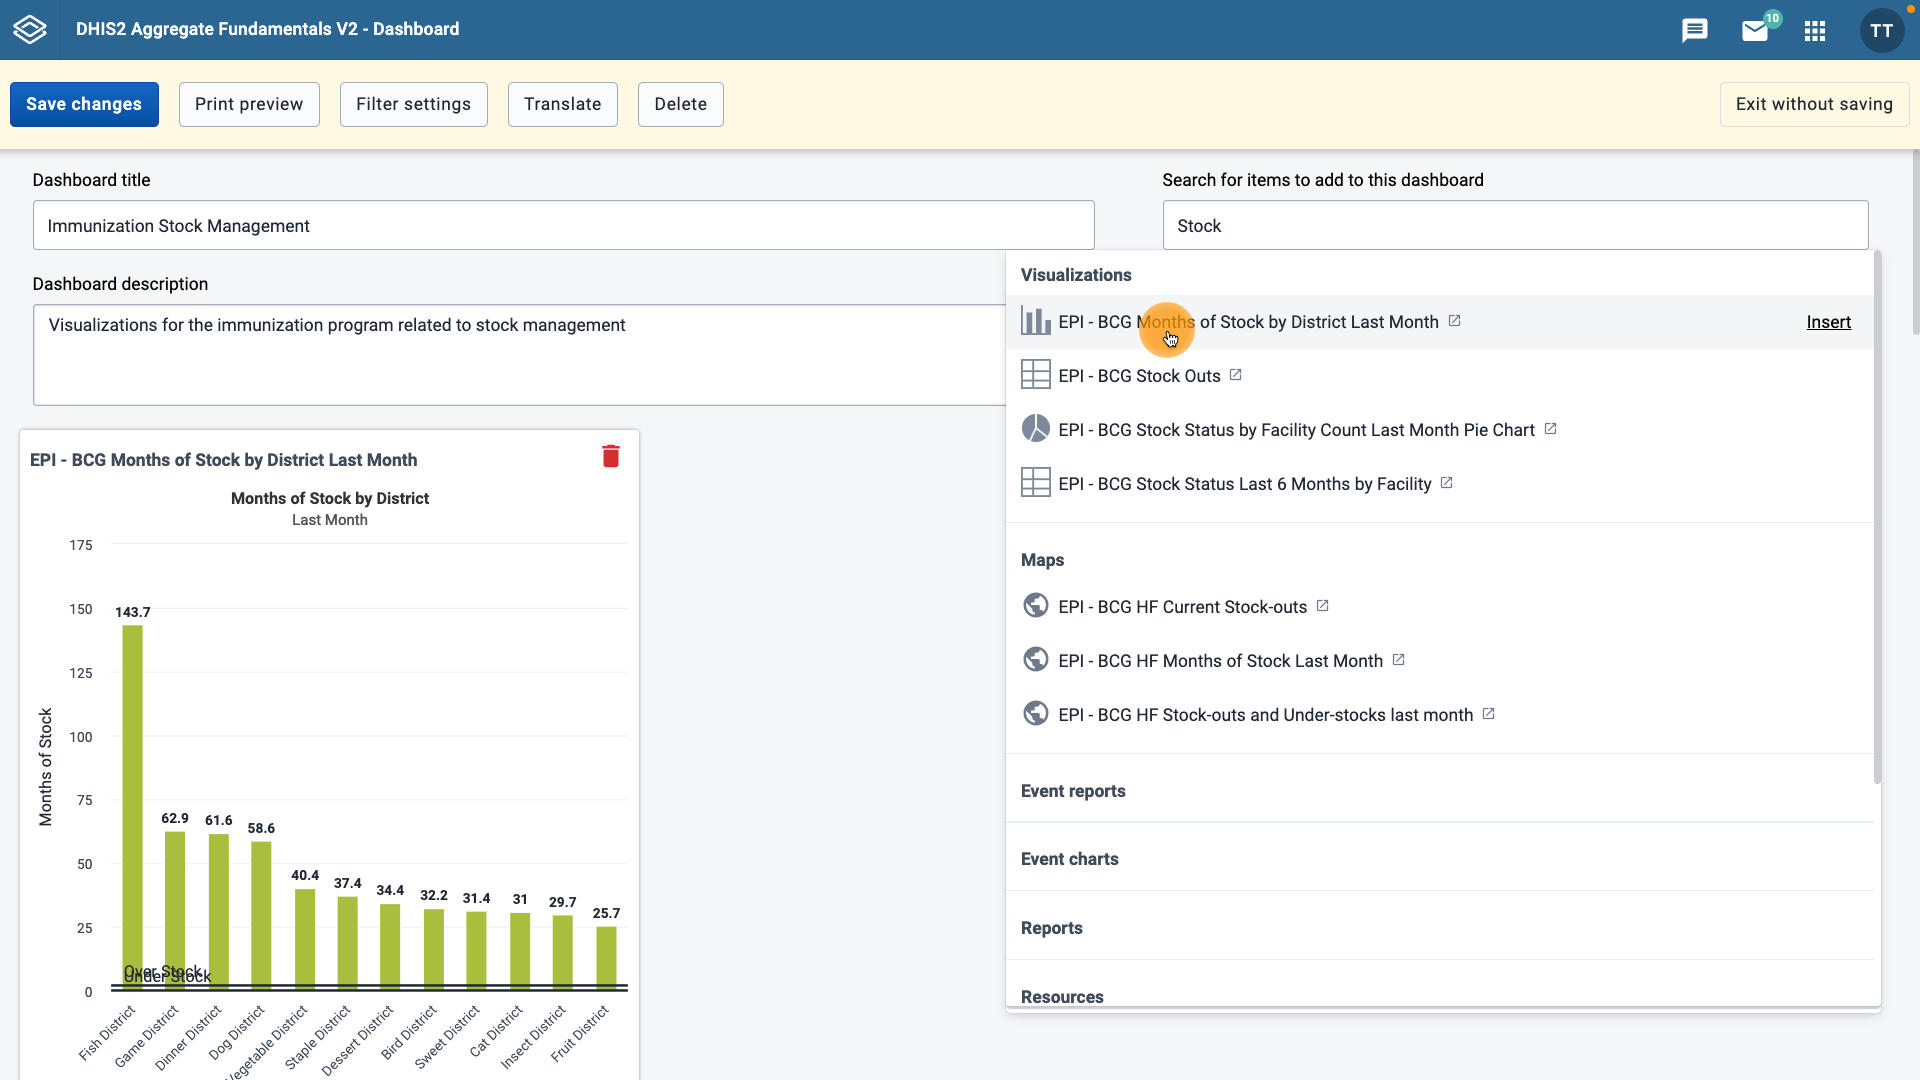 DHIS2 Aggregate Fundamentals V2 - Dashboard
10
TT
Save changes
Print preview
Filter settings
Translate
Delete
Exit without saving
Dashboard title
Immunization Stock Management
Search for items to add to this dashboard
Stock
Dashboard description
Visualizations for the immunization program related to stock management
Visualizations
EPI - BCG Months of Stock by District Last Month
Insert
EPI - BCG Stock Outs
EPI - BCG Stock Status by Facility Count Last Month Pie Chart
EPI - BCG Stock Status Last 6 Months by Facility
Maps
EPI - BCG HF Current Stock-outs
EPI - BCG HF Months of Stock Last Month
EPI - BCG HF Stock-outs and Under-stocks last month
Event reports
Event charts
Reports
Resources
EPI - BCG Months of Stock by District Last Month
Months of Stock by District
Last Month
Months of Stock
175
150
125
100
75
50
25
0
143.7
62.9
61.6
58.6
40.4
37.4
34.4
32.2
31.4
31
29.7
25.7
Over Stock
Under Stock
Fish District
Game District
Dinner District
Dog District
Vegetable District
Staple District
Dessert District
Bird District
Sweet District
Cat District
Insect District
Fruit District